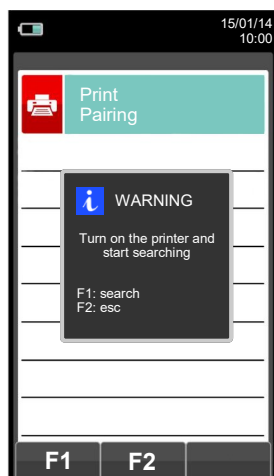 15/01/14
10:00
Print
Pairing
i WARNING
Turn on the printer and
start searching
F1: search
F2: esc
F1 F2